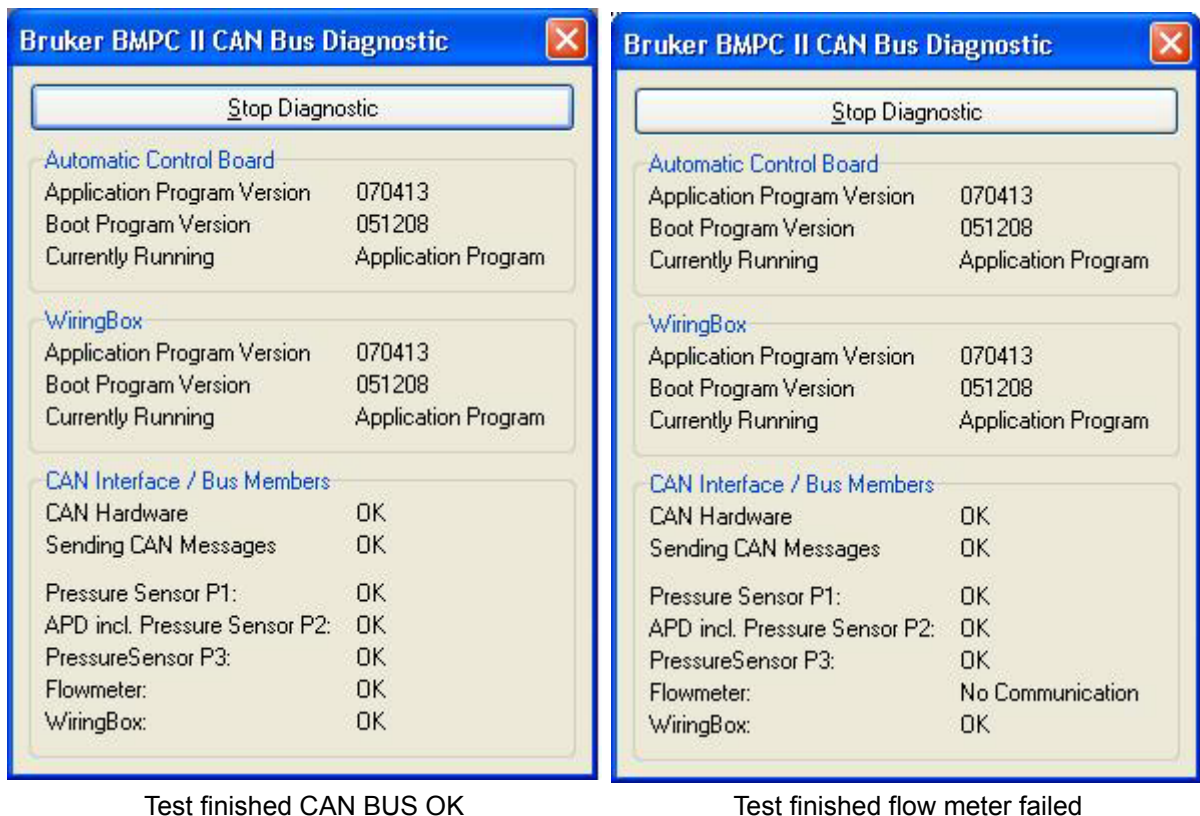 Bruker BMPC II CAN Bus Diagnostic
Stop Diagnostic
Automatic Control Board
Application Program Version 070413
Boot Program Version 051208
Currently Running Application Program
WiringBox
Application Program Version 070413
Boot Program Version 051208
Currently Running Application Program
CAN Interface / Bus Members
CAN Hardware OK
Sending CAN Messages OK
Pressure Sensor P1: OK
APD incl. Pressure Sensor P2: OK
PressureSensor P3: OK
Flowmeter: OK
WiringBox: OK
Test finished CAN BUS OK
Bruker BMPC II CAN Bus Diagnostic
Stop Diagnostic
Automatic Control Board
Application Program Version 070413
Boot Program Version 051208
Currently Running Application Program
WiringBox
Application Program Version 070413
Boot Program Version 051208
Currently Running Application Program
CAN Interface / Bus Members
CAN Hardware OK
Sending CAN Messages OK
Pressure Sensor P1: OK
APD incl. Pressure Sensor P2: OK
PressureSensor P3: OK
Flowmeter: No Communication
WiringBox: OK
Test finished flow meter failed